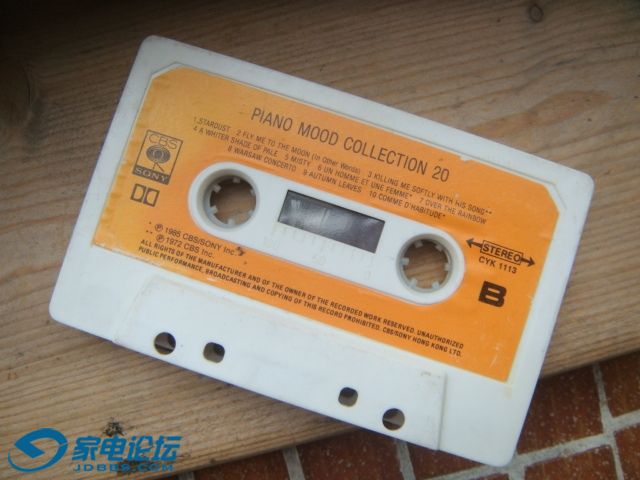 PIANO MOOD COLLECTION 20
1.STARDUST 2 FLY ME TO THE MOON (In Other Words) 3 KILLING ME SOFTLY WITH HIS SONG**
4 A WHITER SHADE OF PALE 5 MISTY 6 UN HOMME ET UNE FEMME* 7 OVER THE RAINBOW
8 WARSAW CONCERTO 9 AUTUMN LEAVES 10 COMME D'HABITUDE*
CBS
SONY
STEREO
CYK 1113
B
℗ 1985 CBS/SONY Inc.
** ℗ 1972 CBS Inc.
ALL RIGHTS OF THE MANUFACTURER AND OF THE OWNER OF THE RECORDED WORK RESERVED. UNAUTHORIZED
PUBLIC PERFORMANCE, BROADCASTING AND COPYING OF THIS RECORD PROHIBITED. CBS/SONY HONG KONG LTD.
家电论坛
JDBBS.COM